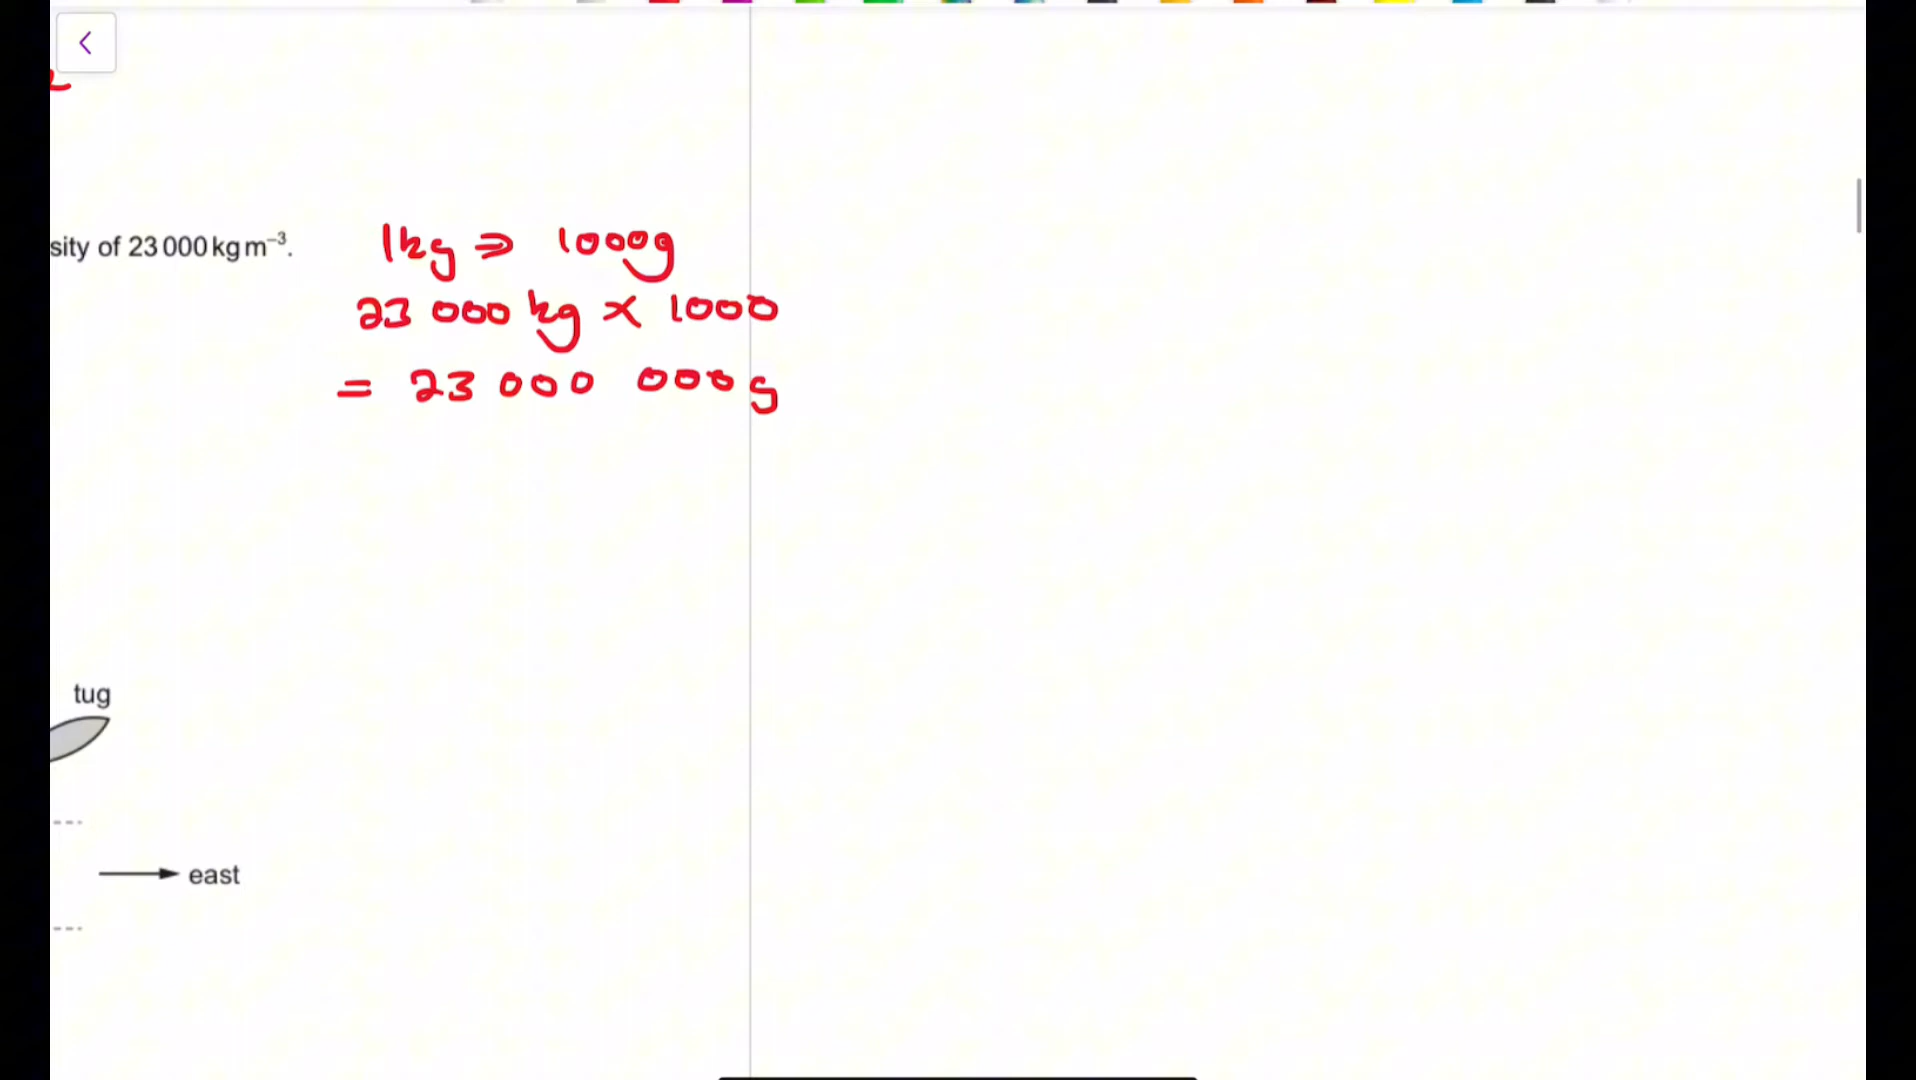 sity of 23 000 kg m⁻³.
1kg ⇒ 1000g
23 000 kg × 1000
= 23 000 000g
tug
east